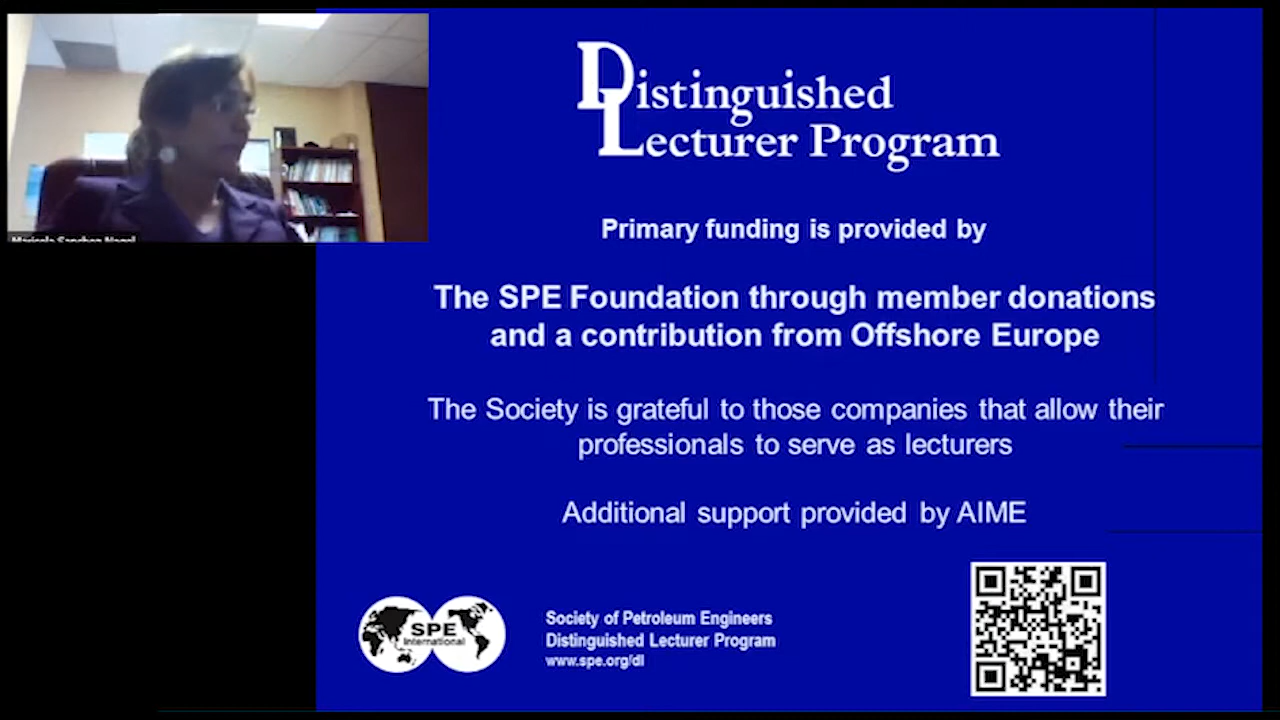 Distinguished
Lecturer Program
Primary funding is provided by
The SPE Foundation through member donations
and a contribution from Offshore Europe
The Society is grateful to those companies that allow their
professionals to serve as lecturers
Additional support provided by AIME
SPE
International
Society of Petroleum Engineers
Distinguished Lecturer Program
www.spe.org/dl